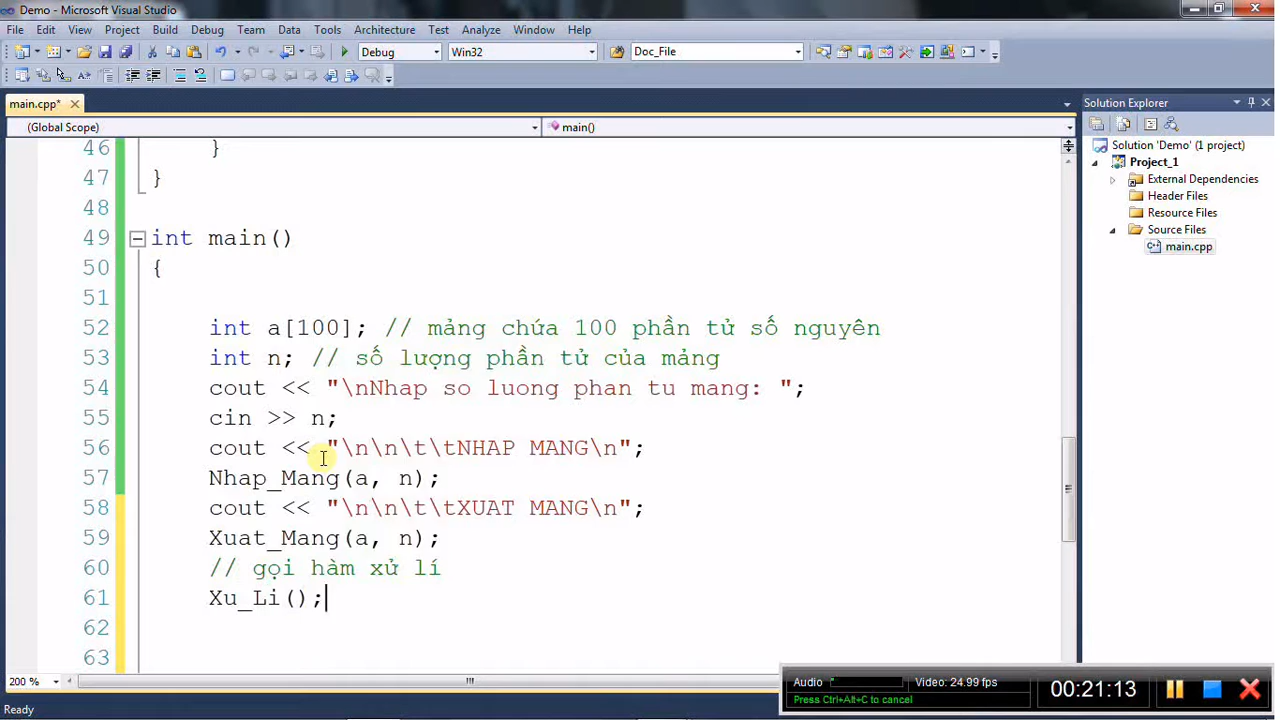 Demo - Microsoft Visual Studio
File Edit View Project Build Debug Team Data Tools Architecture Test Analyze Window Help
Debug Win32 Doc_File
main.cpp*
(Global Scope) main()
46 }
47 }
48
49 int main()
50 {
51
52 int a[100]; // mảng chứa 100 phần tử số nguyên
53 int n; // số lượng phần tử của mảng
54 cout << "\nNhap so luong phan tu mang: ";
55 cin >> n;
56 cout << "\n\n\t\tNHAP MANG\n";
57 Nhap_Mang(a, n);
58 cout << "\n\n\t\tXUAT MANG\n";
59 Xuat_Mang(a, n);
60 // gọi hàm xử lí
61 Xu_Li();
62
63
200 %
Ready
Solution Explorer
Solution 'Demo' (1 project)
Project_1
External Dependencies
Header Files
Resource Files
Source Files
main.cpp
Audio Video: 24.99 fps
Press Ctrl+Alt+C to cancel
00:21:13